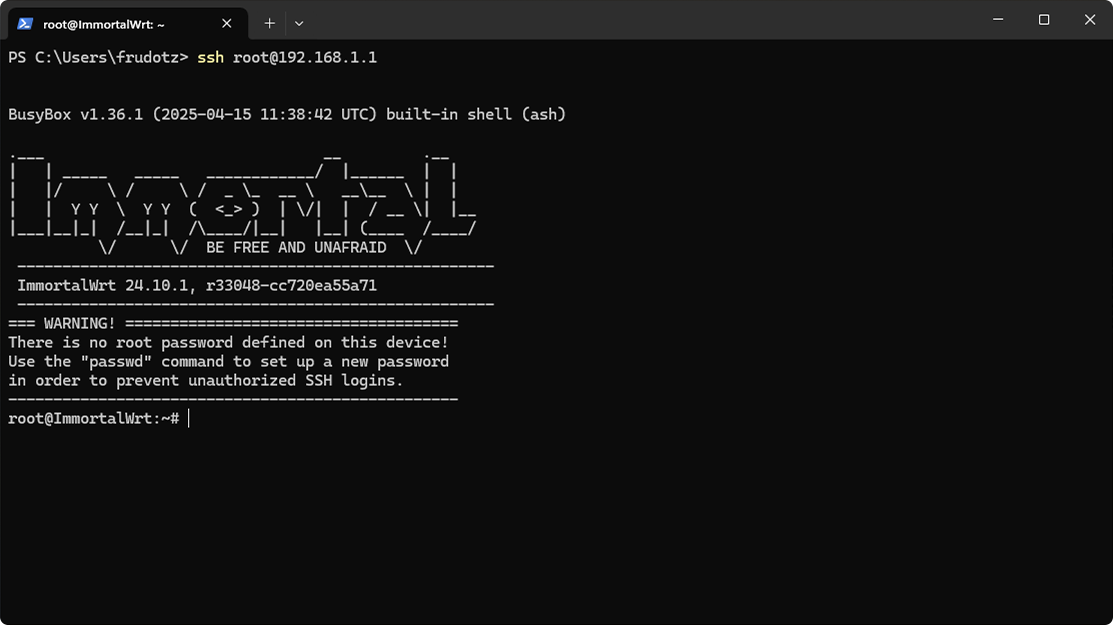 root@ImmortalWrt: ~
PS C:\Users\frudotz> ssh root@192.168.1.1
BusyBox v1.36.1 (2025-04-15 11:38:42 UTC) built-in shell (ash)
Immortal
BE FREE AND UNAFRAID
-----------------------------------------------------
ImmortalWrt 24.10.1, r33048-cc720ea55a71
-----------------------------------------------------
=== WARNING! =====================================
There is no root password defined on this device!
Use the "passwd" command to set up a new password
in order to prevent unauthorized SSH logins.
--------------------------------------------------
root@ImmortalWrt:~#